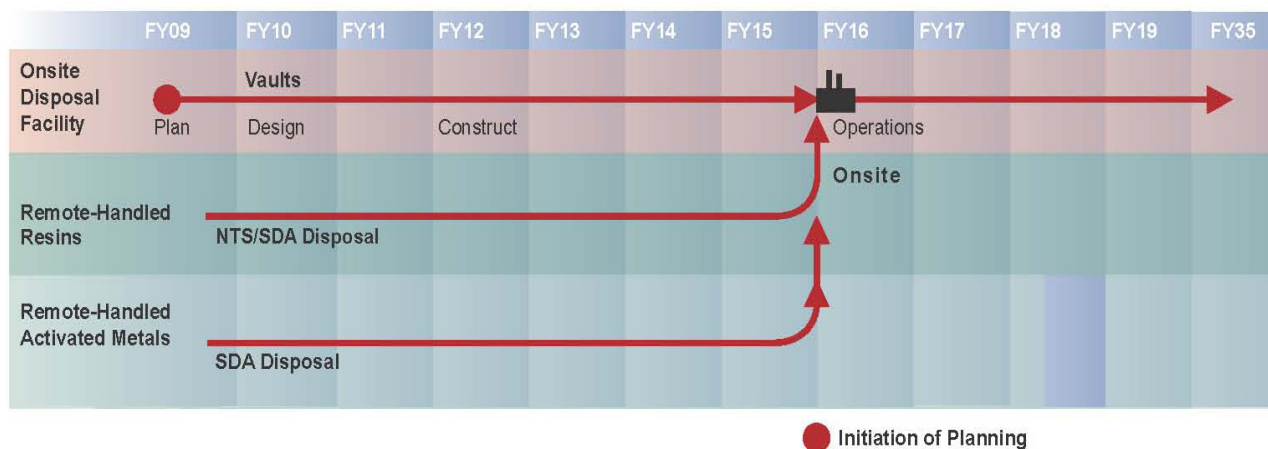 FY09 FY10 FY11 FY12 FY13 FY14 FY15 FY16 FY17 FY18 FY19 FY35
Onsite
Disposal
Facility
Vaults
Plan Design Construct Operations
Onsite
Remote-Handled
Resins
NTS/SDA Disposal
Remote-Handled
Activated Metals
SDA Disposal
Initiation of Planning